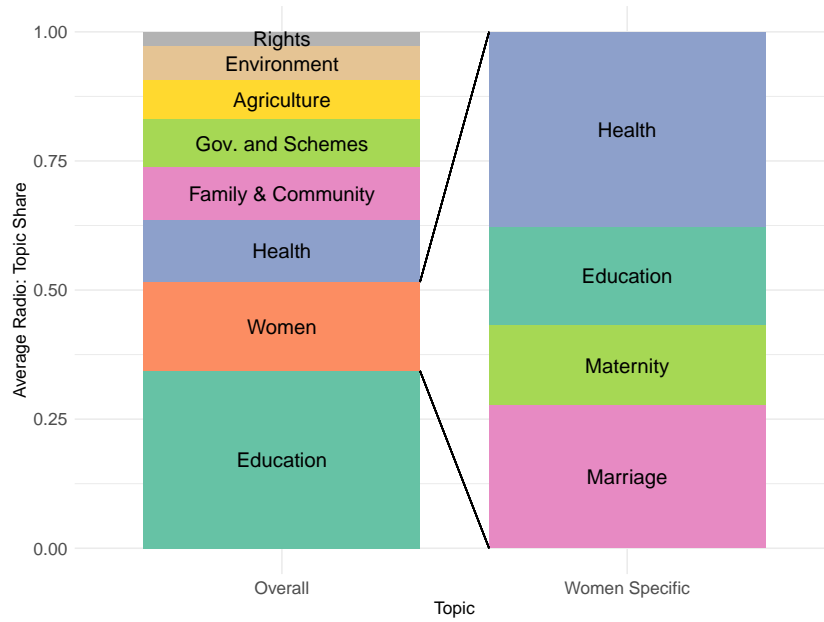 1.00
0.75
0.50
0.25
0.00
Average Radio: Topic Share
Rights
Environment
Agriculture
Gov. and Schemes
Family & Community
Health
Women
Education
Health
Education
Maternity
Marriage
Overall
Women Specific
Topic